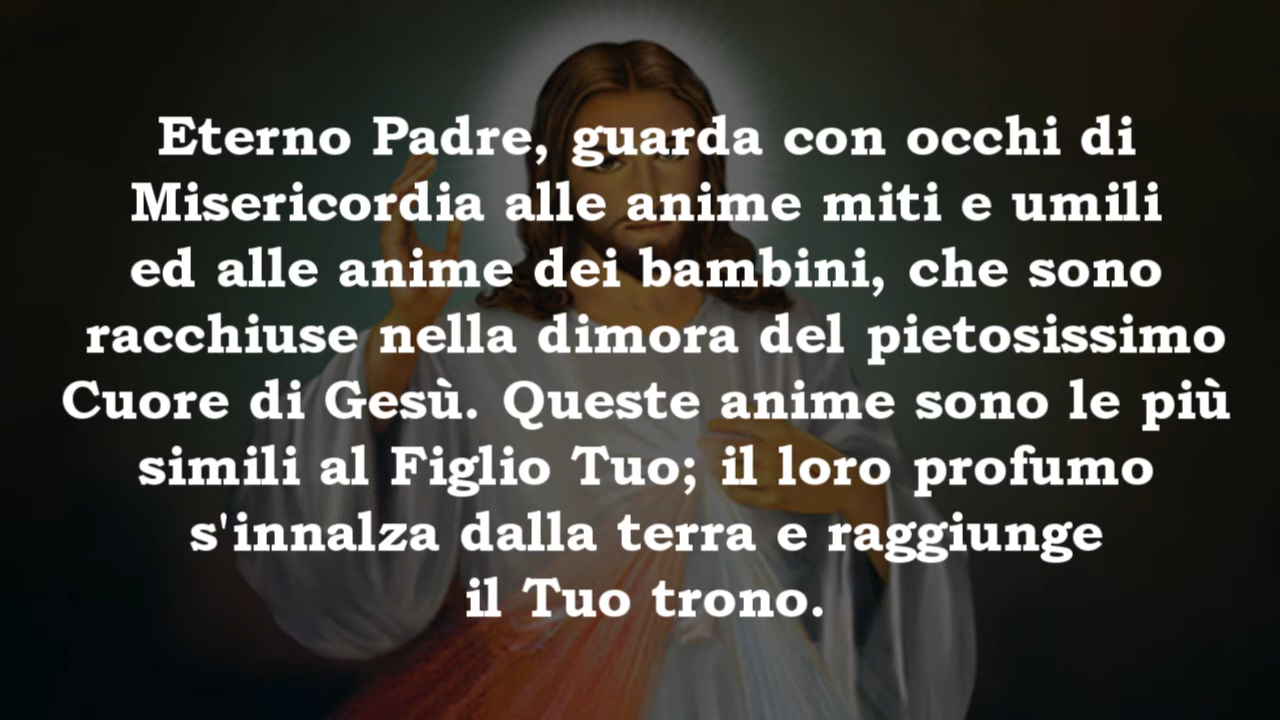 Eterno Padre, guarda con occhi di
Misericordia alle anime miti e umili
ed alle anime dei bambini, che sono
racchiuse nella dimora del pietosissimo
Cuore di Gesù. Queste anime sono le più
simili al Figlio Tuo; il loro profumo
s'innalza dalla terra e raggiunge
il Tuo trono.